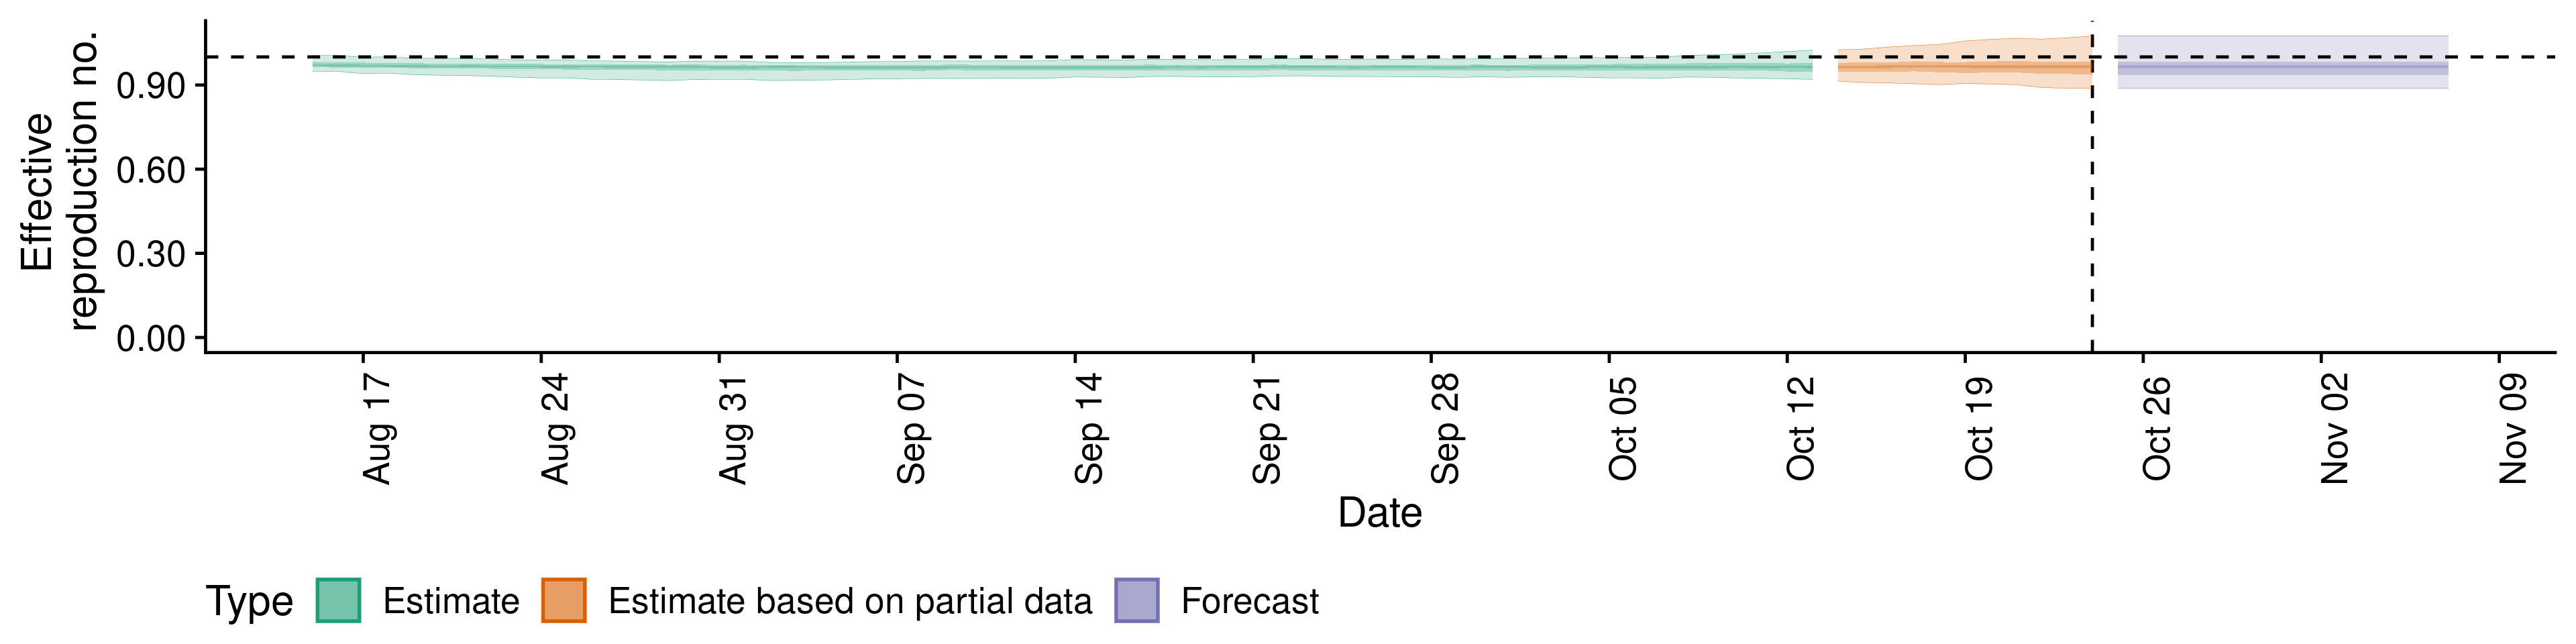 Effective
reproduction no.
0.90
0.60
0.30
0.00
Aug 17
Aug 24
Aug 31
Sep 07
Sep 14
Sep 21
Sep 28
Oct 05
Oct 12
Oct 19
Oct 26
Nov 02
Nov 09
Date
Type Estimate Estimate based on partial data Forecast